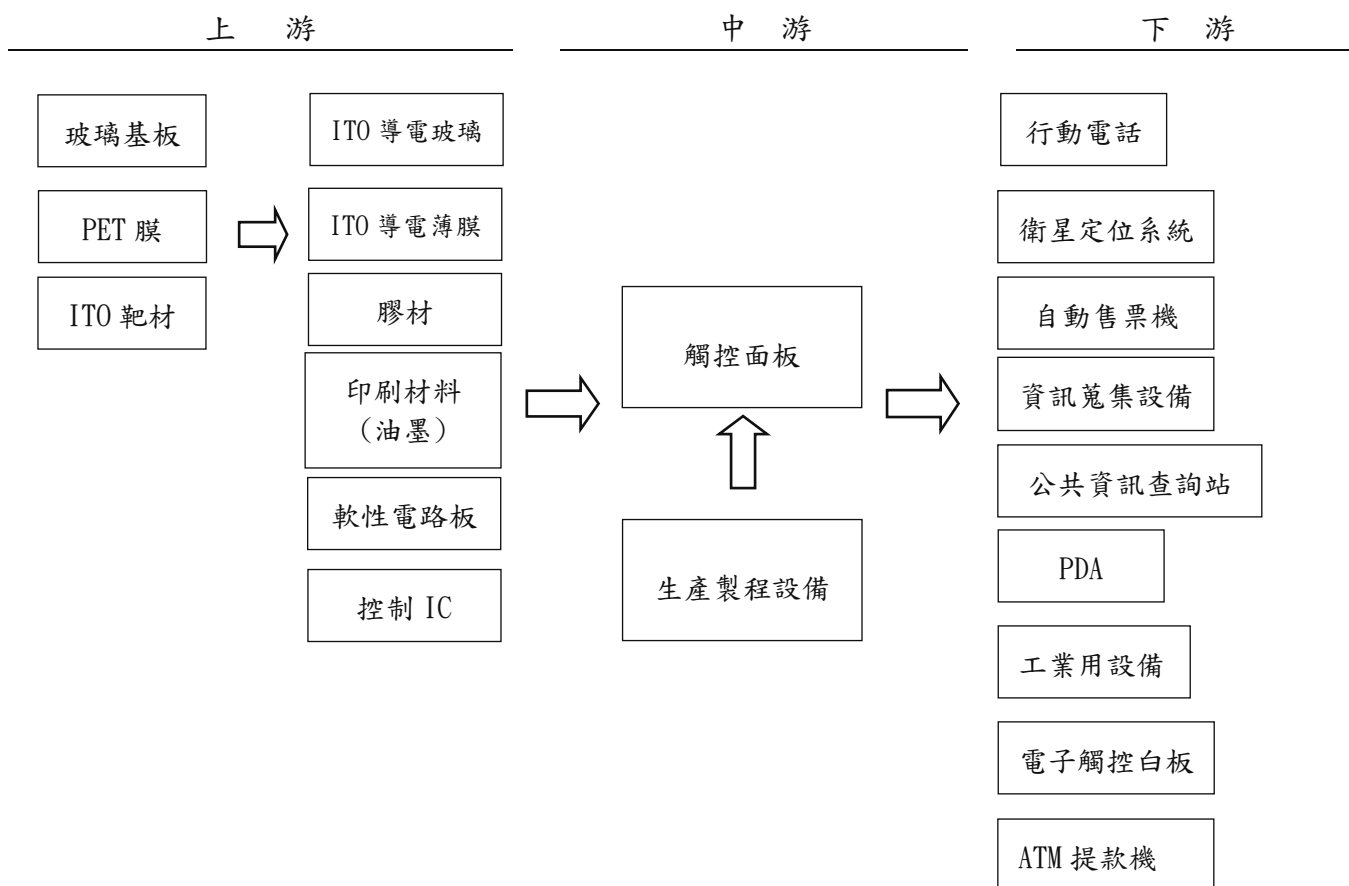 上 游
中 游
下 游
玻璃基板
PET 膜
ITO 靶材
ITO 導電玻璃
ITO 導電薄膜
膠材
印刷材料
(油墨)
軟性電路板
控制 IC
觸控面板
生產製程設備
行動電話
衛星定位系統
自動售票機
資訊蒐集設備
公共資訊查詢站
PDA
工業用設備
電子觸控白板
ATM 提款機